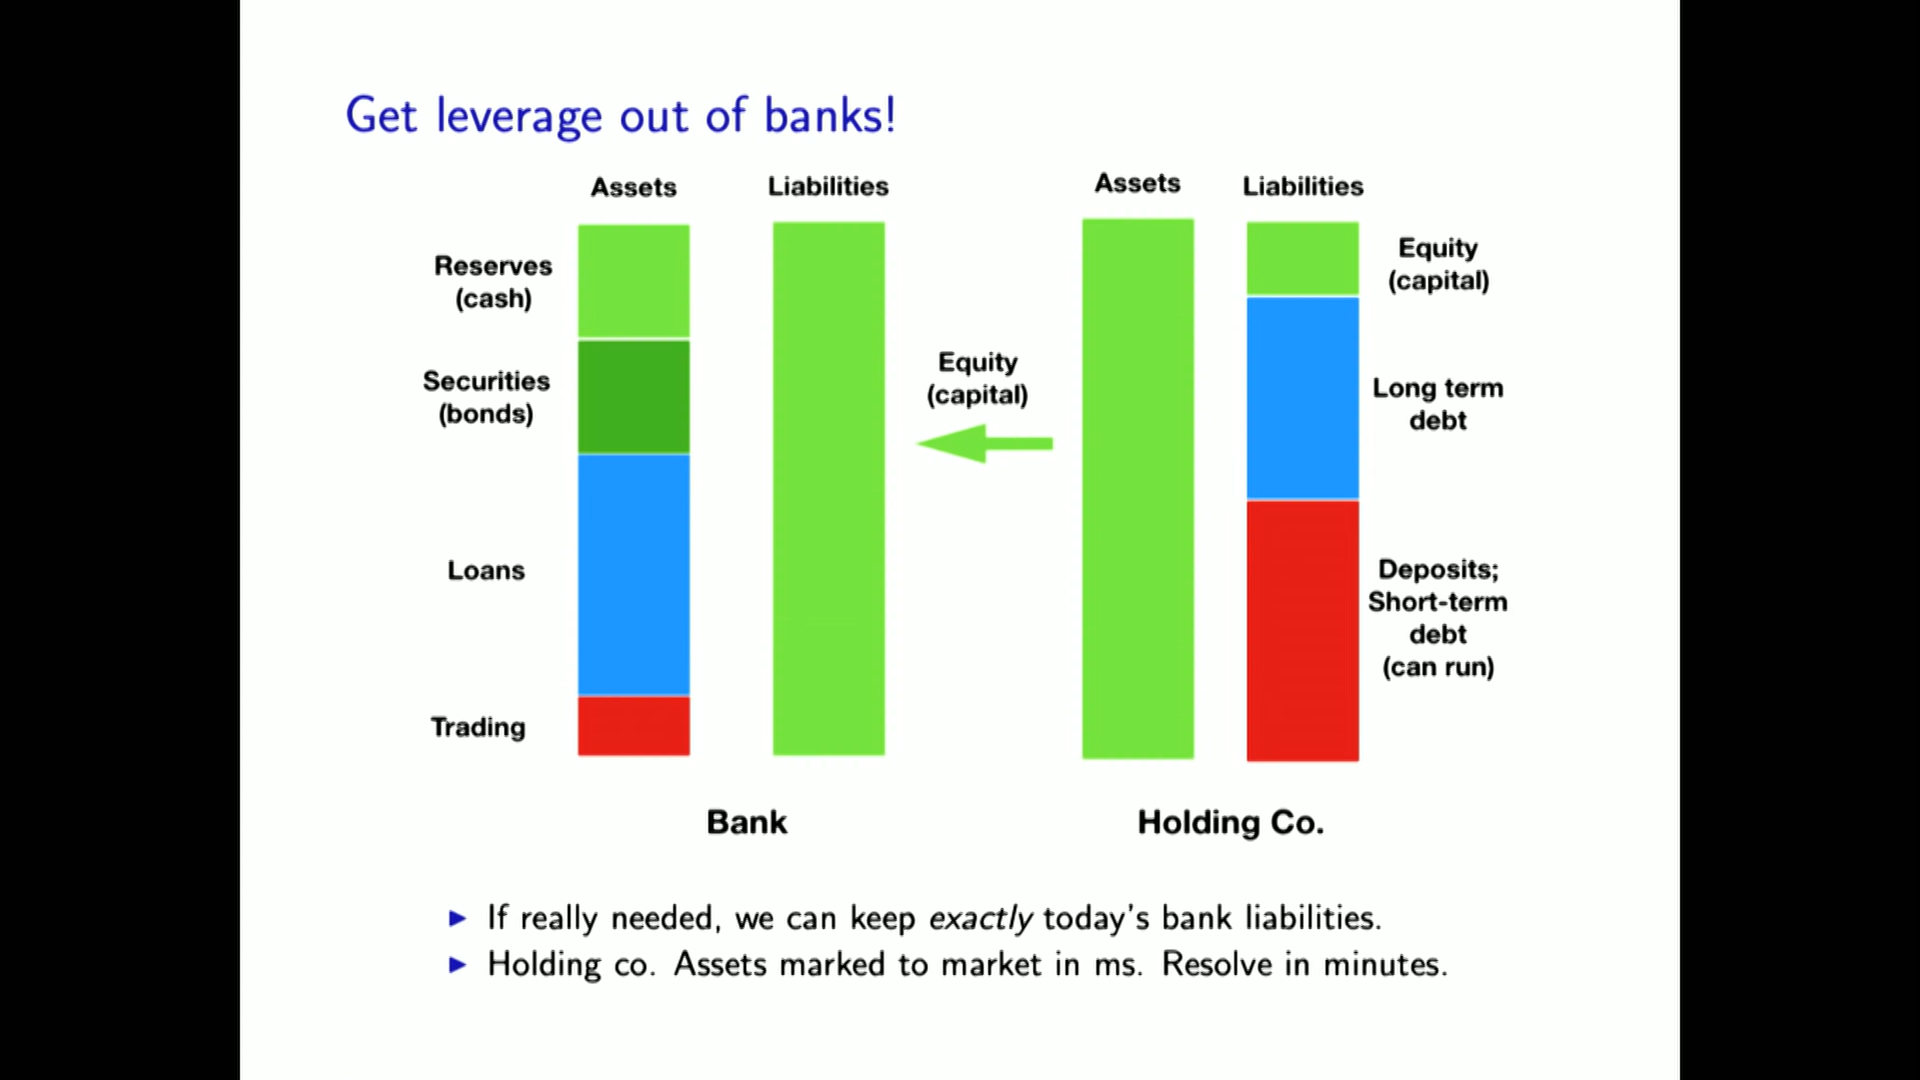 Get leverage out of banks!
Assets
Liabilities
Assets
Liabilities
Reserves
(cash)
Securities
(bonds)
Loans
Trading
Equity
(capital)
Equity
(capital)
Long term
debt
Deposits;
Short-term
debt
(can run)
Bank
Holding Co.
► If really needed, we can keep exactly today's bank liabilities.
► Holding co. Assets marked to market in ms. Resolve in minutes.